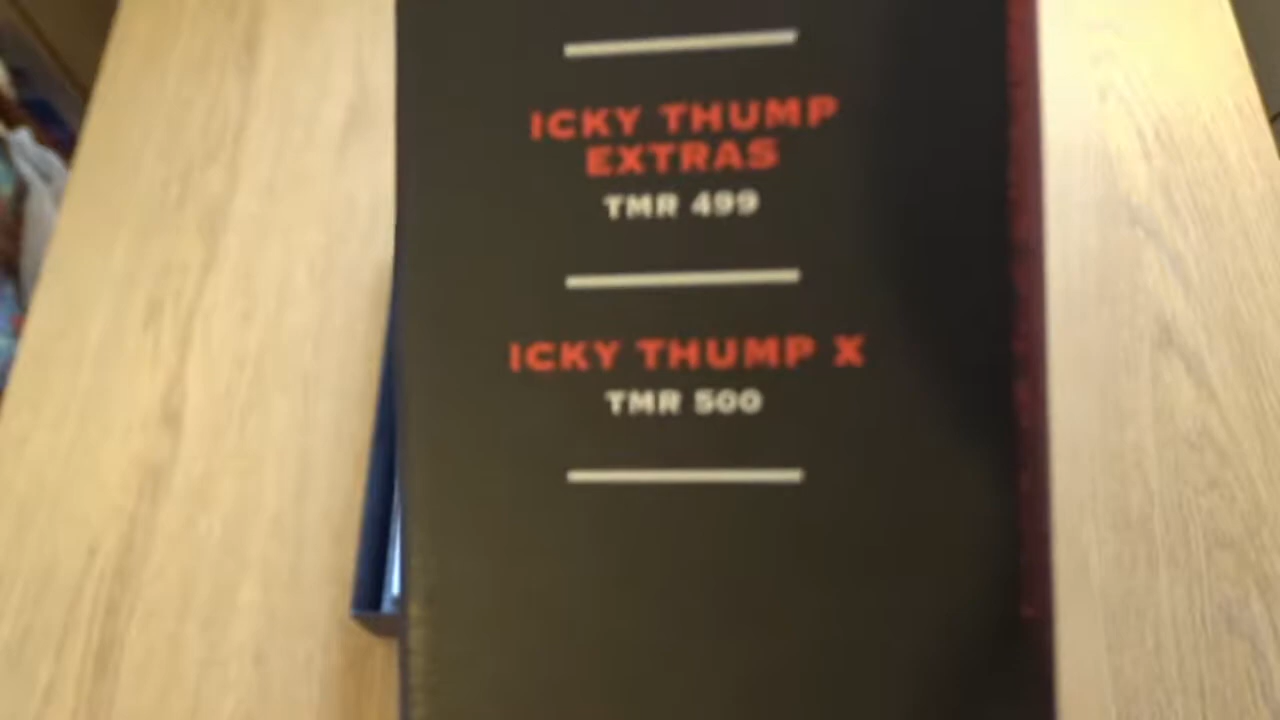 ICKY THUMP
EXTRAS
TMR 499
ICKY THUMP X
TMR 500